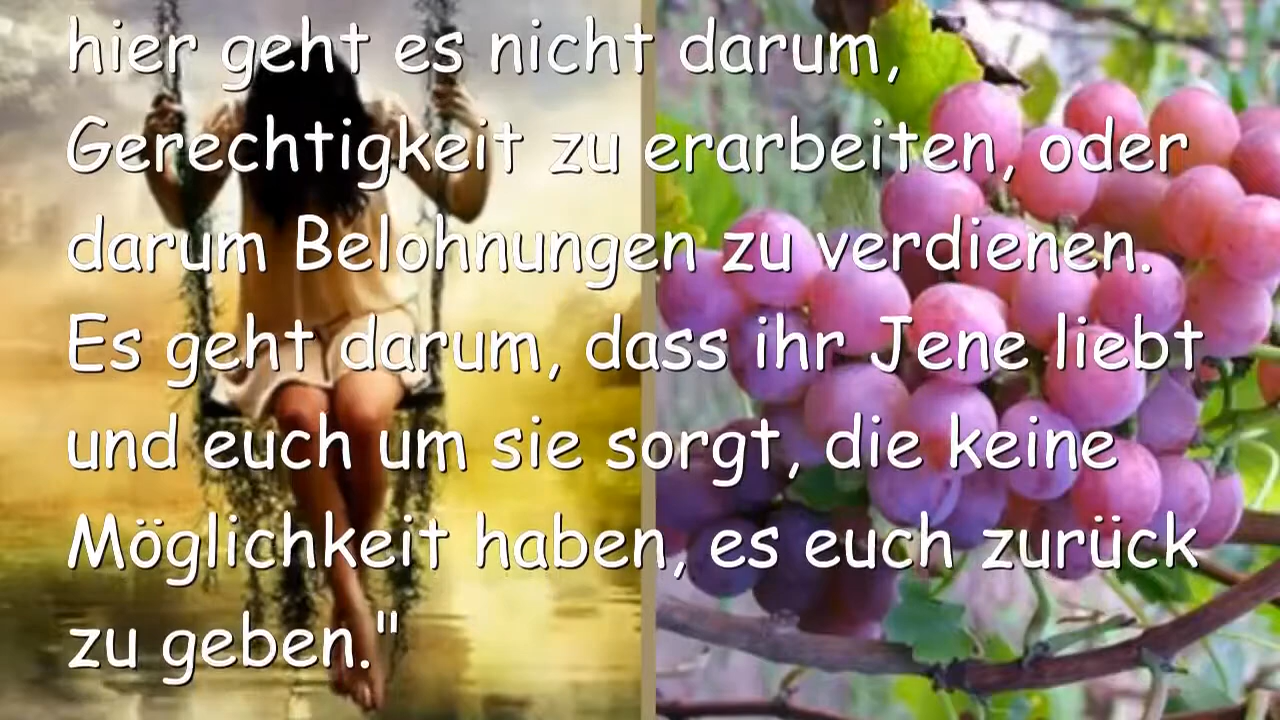 hier geht es nicht darum,
Gerechtigkeit zu erarbeiten, oder
darum Belohnungen zu verdienen.
Es geht darum, dass ihr Jene liebt
und euch um sie sorgt, die keine
Möglichkeit haben, es euch zurück
zu geben."